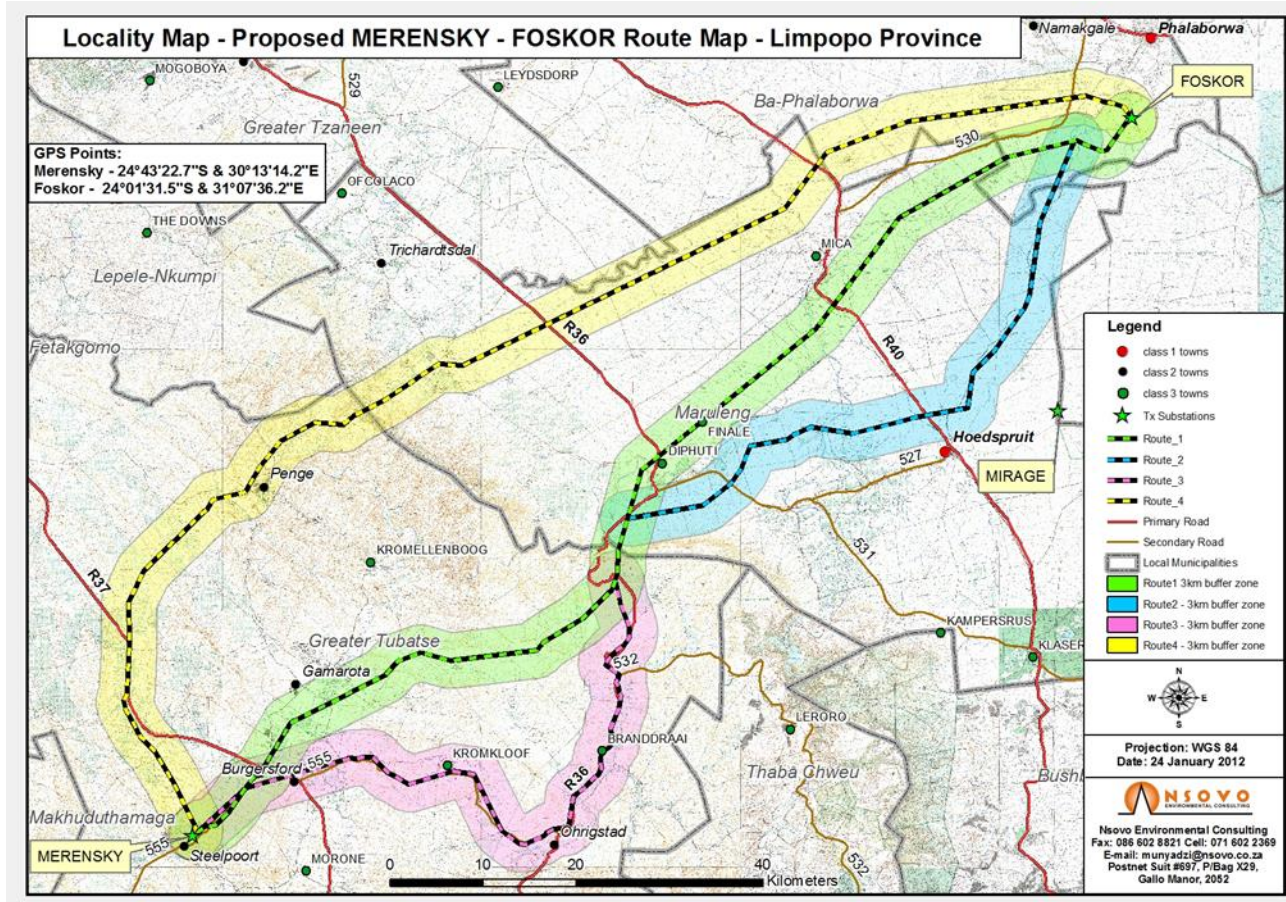 Locality Map - Proposed MERENSKY - FOSKOR Route Map - Limpopo Province
Namakgale
Phalaborwa
MOGOBOYA
529
LEYDSDORP
Ba-Phalaborwa
FOSKOR
Greater Tzaneen
530
GPS Points:
Merensky - 24°43'22.7"S & 30°13'14.2"E
Foskor - 24°01'31.5"S & 31°07'36.2"E
OFCOLACO
THE DOWNS
Trichardtsdal
MICA
Lepele-Nkumpi
R36
R40
Fetakgomo
Maruleng
FINALE
DIPHUTI
Hoedspruit
527
MIRAGE
Penge
531
KROMELLENBOOG
R37
KAMPERSRUS
KLASER
Greater Tubatse
532
Gamarota
LERORO
BRANDDRAAI
KROMKLOOF
555
R36
Burgersford
Thaba Chweu
Bushb
Makhuduthamaga
555
Steelpoort
MERENSKY
Ohrigstad
MORONE
532
0 10 20 40
Kilometers
Legend
class 1 towns
class 2 towns
class 3 towns
Tx Substations
Route_1
Route_2
Route_3
Route_4
Primary Road
Secondary Road
Local Municipalities
Route1 3km buffer zone
Route2 - 3km buffer zone
Route3 - 3km buffer zone
Route4 - 3km buffer zone
N
W E
S
Projection: WGS 84
Date: 24 January 2012
NSOVO
ENVIRONMENTAL CONSULTING
Nsovo Environmental Consulting
Fax: 086 602 8821 Cell: 071 602 2369
E-mail: munyadzi@nsovo.co.za
Postnet Suit #697, P/Bag X29,
Gallo Manor, 2052